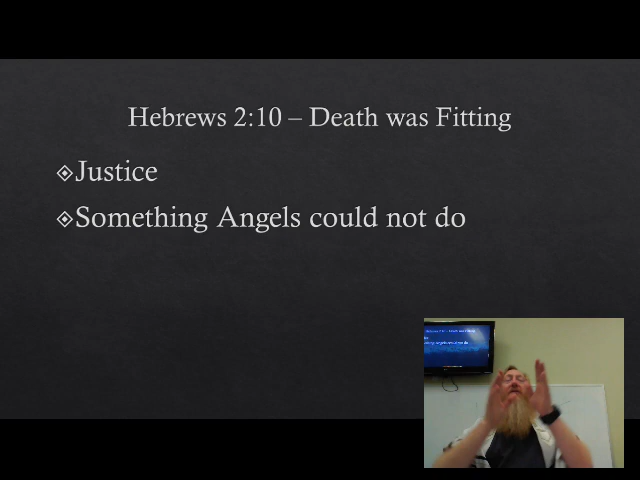 Hebrews 2:10 – Death was Fitting
Justice
Something Angels could not do